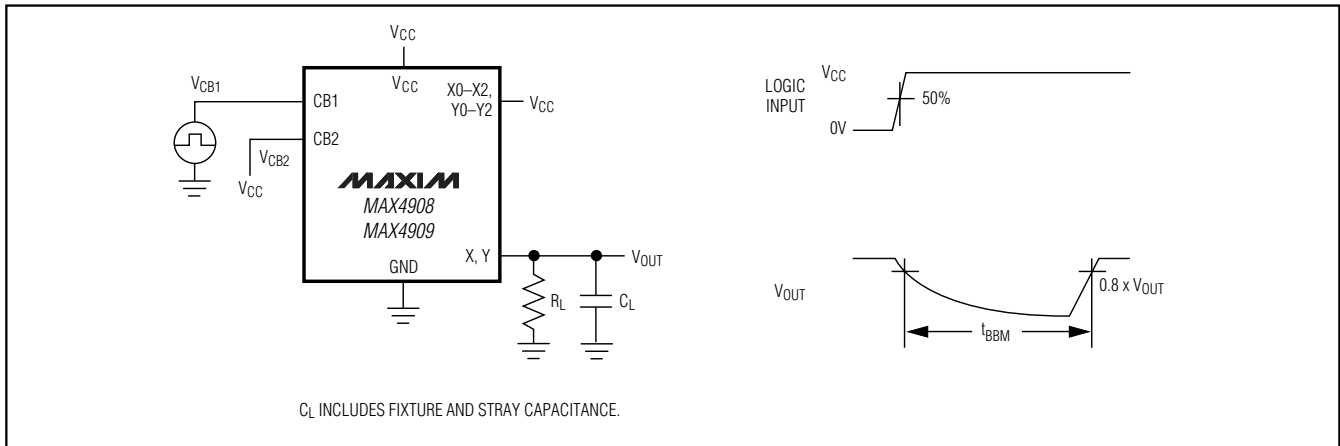 VCC
VCB1
CB1
VCC
X0–X2,
Y0–Y2
VCC
CB2
VCB2
VCC
MAXIM
MAX4908
MAX4909
X, Y
VOUT
GND
RL
CL
CL INCLUDES FIXTURE AND STRAY CAPACITANCE.
LOGIC
INPUT
VCC
50%
0V
VOUT
0.8 x VOUT
tBBM